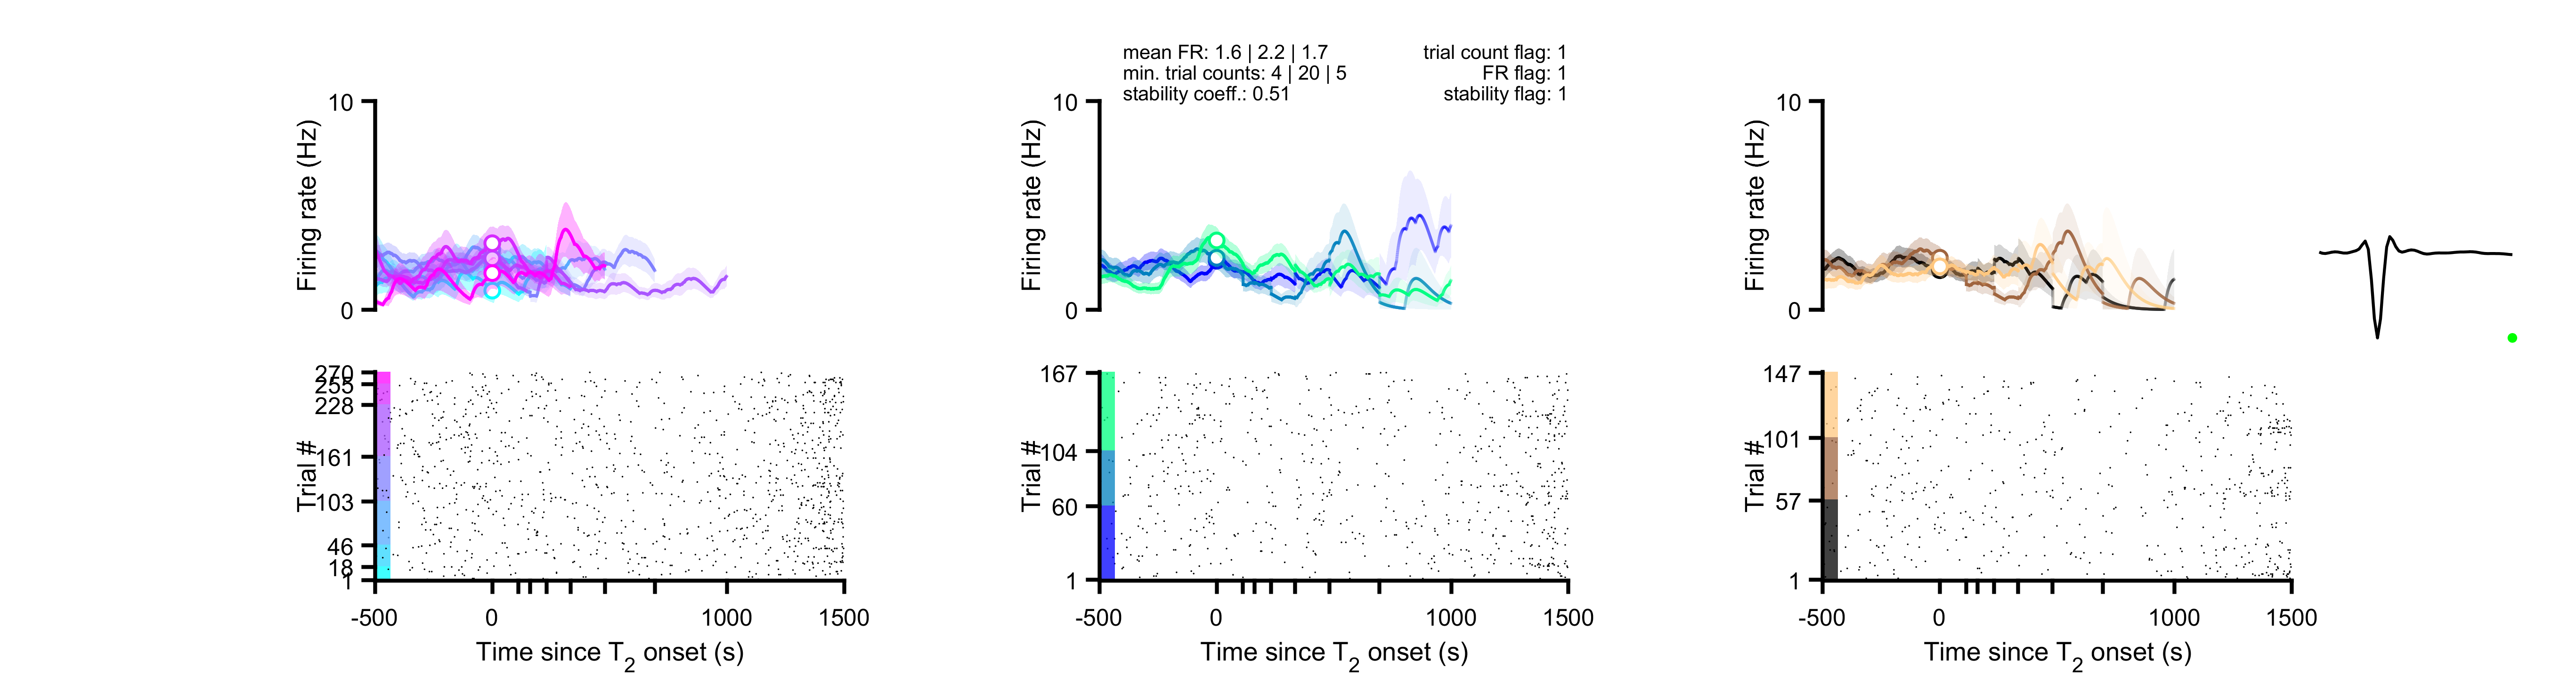 mean FR: 1.6 | 2.2 | 1.7
min. trial counts: 4 | 20 | 5
stability coeff.: 0.51
trial count flag: 1
FR flag: 1
stability flag: 1
10
Firing rate (Hz)
0
10
Firing rate (Hz)
0
10
Firing rate (Hz)
0
270
255
228
161
103
46
18
1
Trial #
-500
0
1000
1500
Time since T2 onset (s)
167
104
60
1
Trial #
-500
0
1000
1500
Time since T2 onset (s)
147
101
57
1
Trial #
-500
0
1000
1500
Time since T2 onset (s)